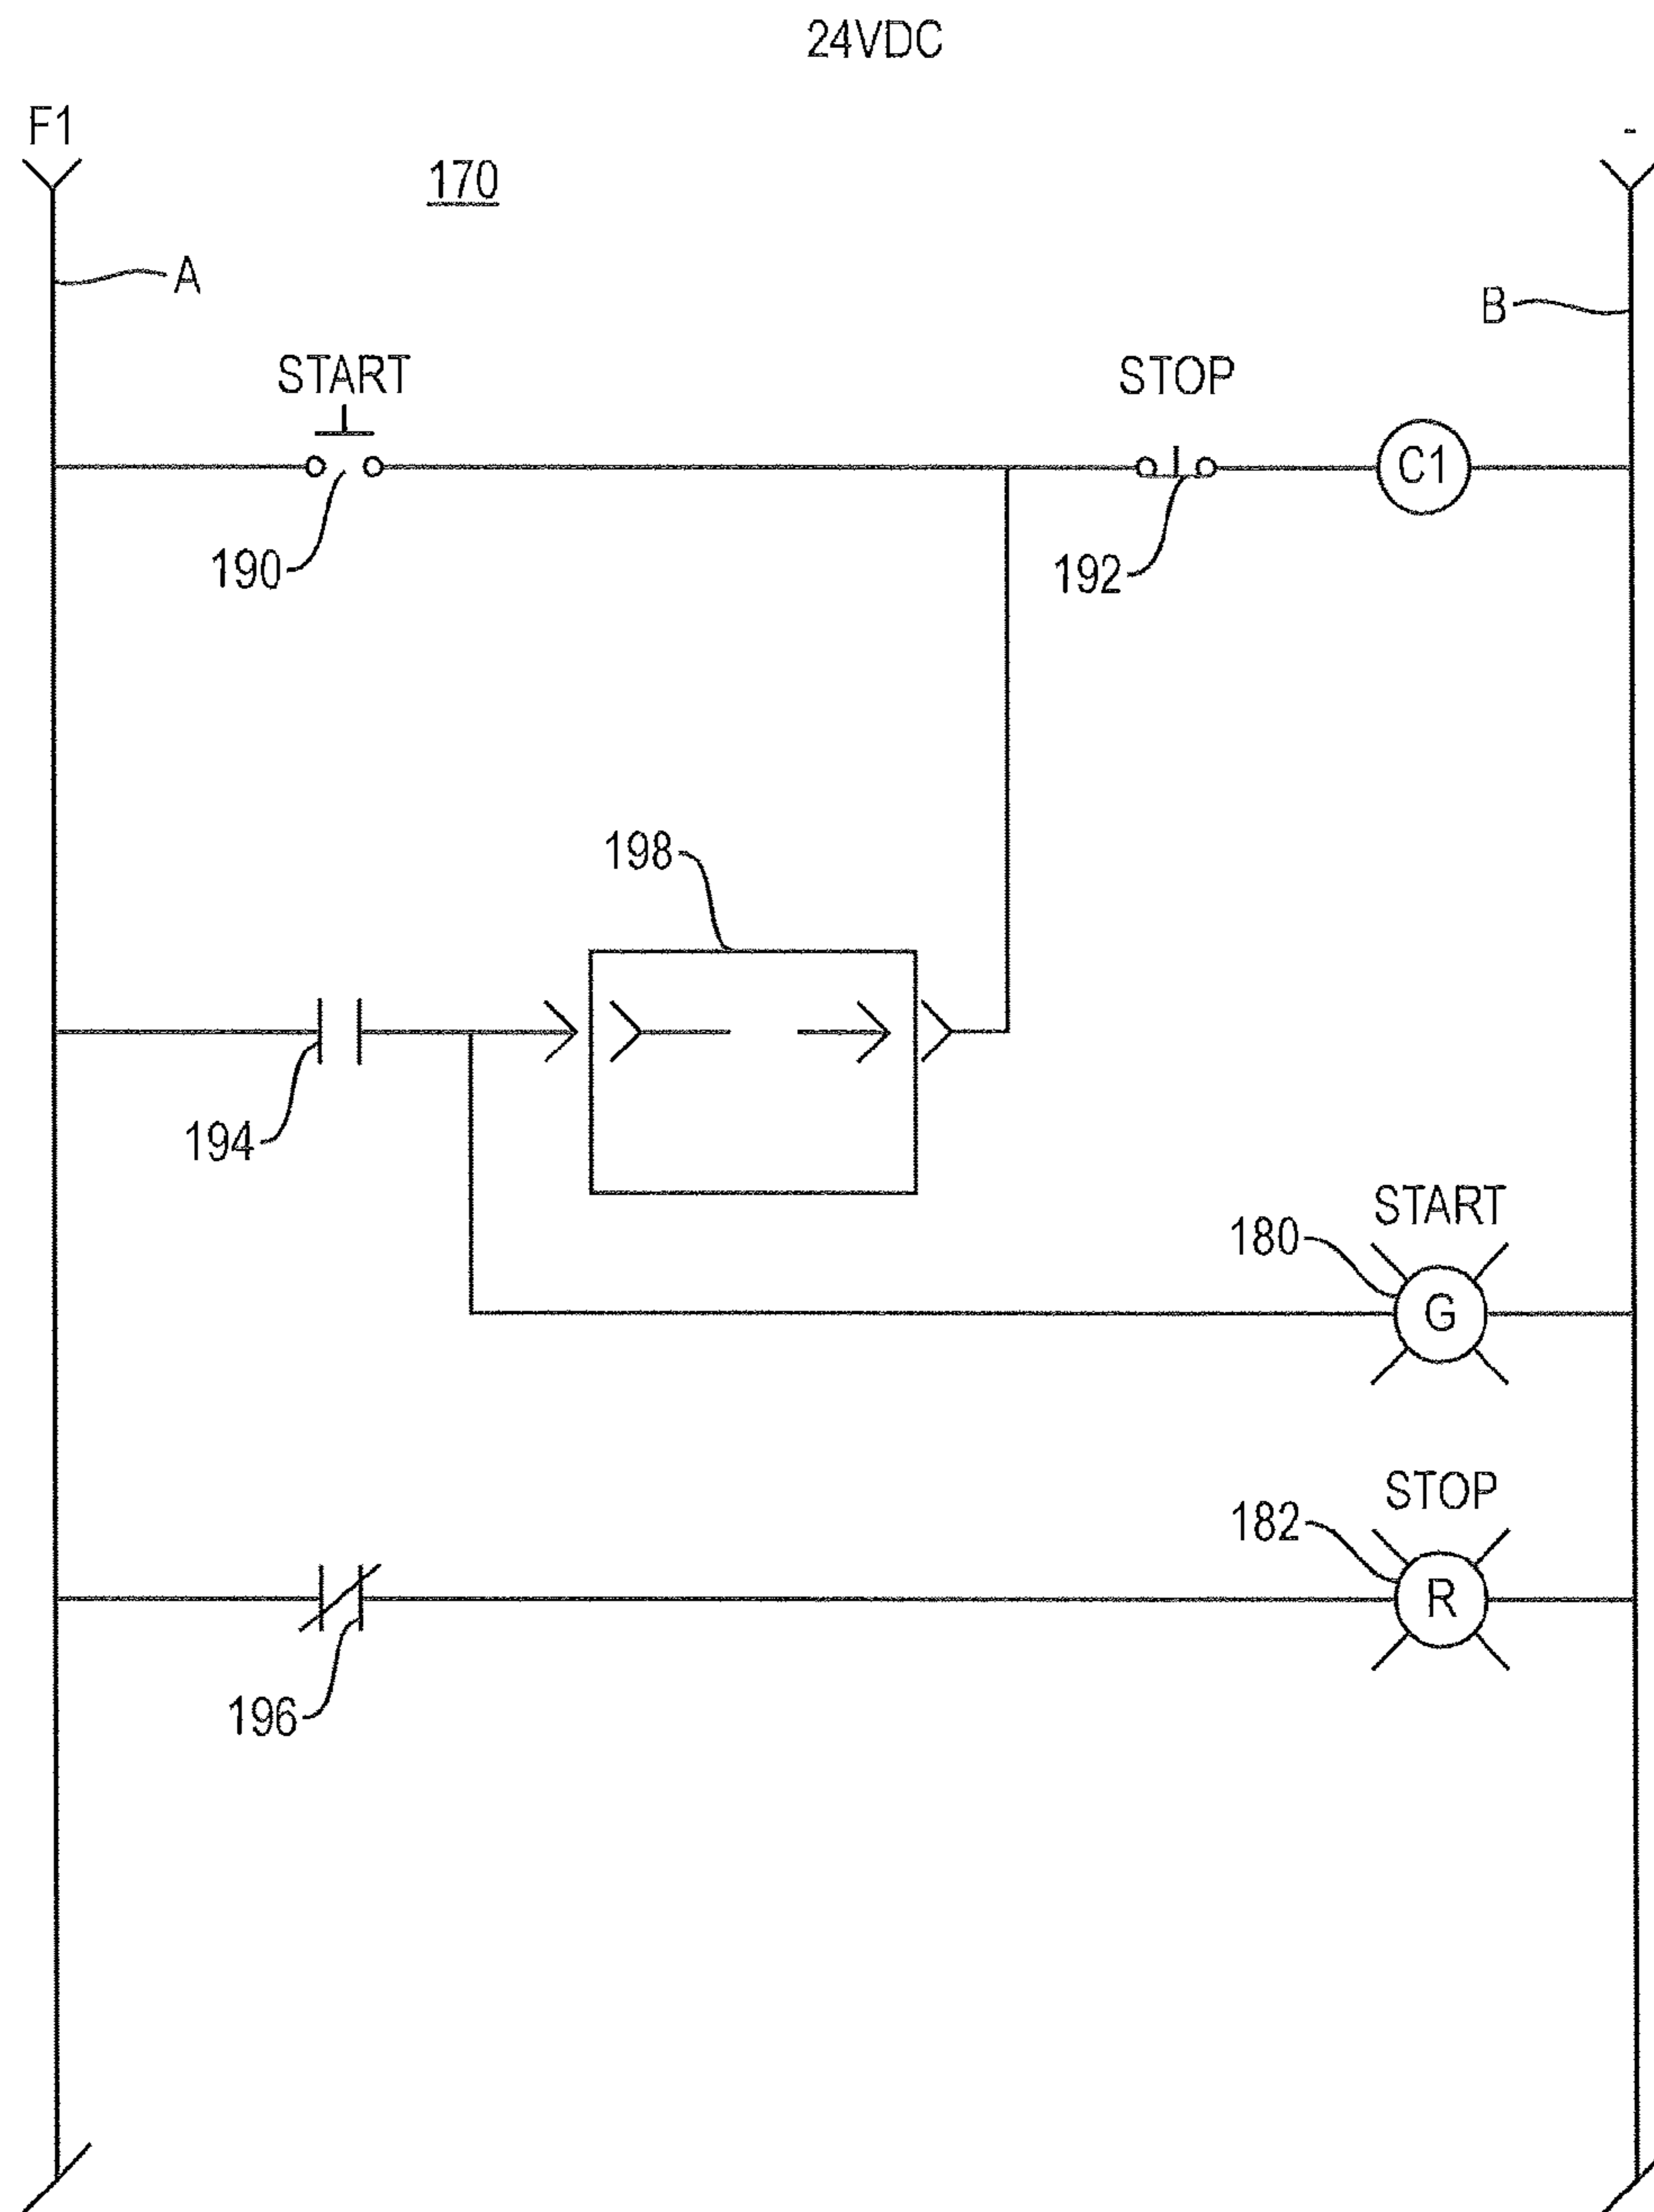 24VDC
F1
-
170
A
B
START
STOP
C1
190
192
198
194
START
180
G
STOP
182
R
196